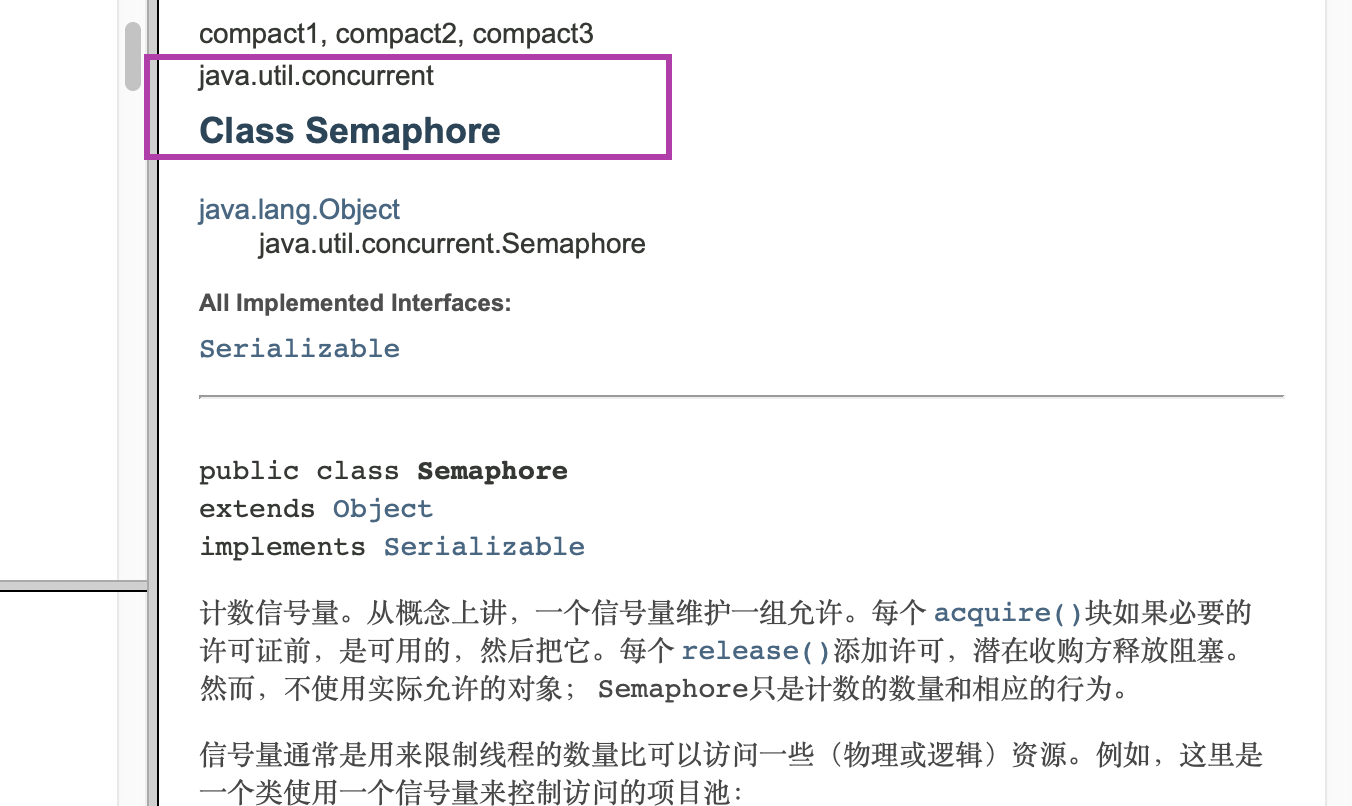 compact1, compact2, compact3
java.util.concurrent
Class Semaphore
java.lang.Object
java.util.concurrent.Semaphore
All Implemented Interfaces:
Serializable
public class Semaphore
extends Object
implements Serializable
计数信号量。从概念上讲，一个信号量维护一组允许。每个 acquire()块如果必要的
许可证前，是可用的，然后把它。每个 release()添加许可，潜在收购方释放阻塞。
然而，不使用实际允许的对象； Semaphore只是计数的数量和相应的行为。
信号量通常是用来限制线程的数量比可以访问一些（物理或逻辑）资源。例如，这里是
一个类使用一个信号量来控制访问的项目池：